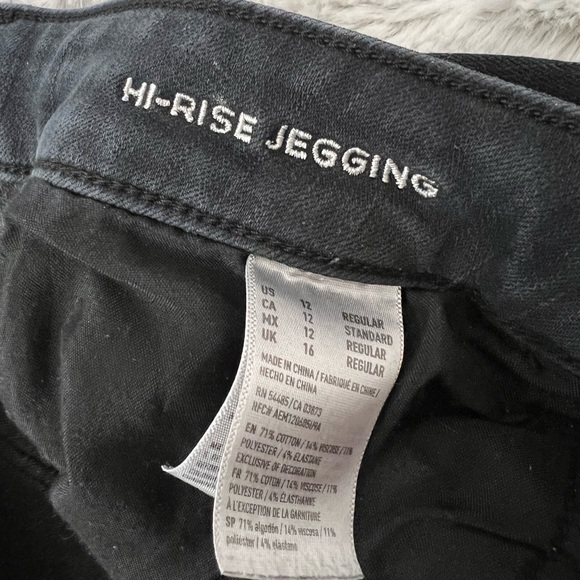 HI-RISE JEGGING
US 12 REGULAR
CA 12 STANDARD
MX 12 REGULAR
UK 16 REGULAR
MADE IN CHINA / FABRIQUÉ EN CHINE /
HECHO EN CHINA
RN 54485/CA 03873
EN 71% COTTON / 14% VISCOSE / 11%
POLYESTER / 4% ELASTANE
EXCLUSIVE OF DECORATION
FR 71% COTON / 14% VISCOSE / 11%
POLYESTER / 4% ÉLASTHANNE
À L'EXCEPTION DE LA GARNITURE
SP 71% algodón / 14% viscosa / 11%
poliéster / 4% elastano